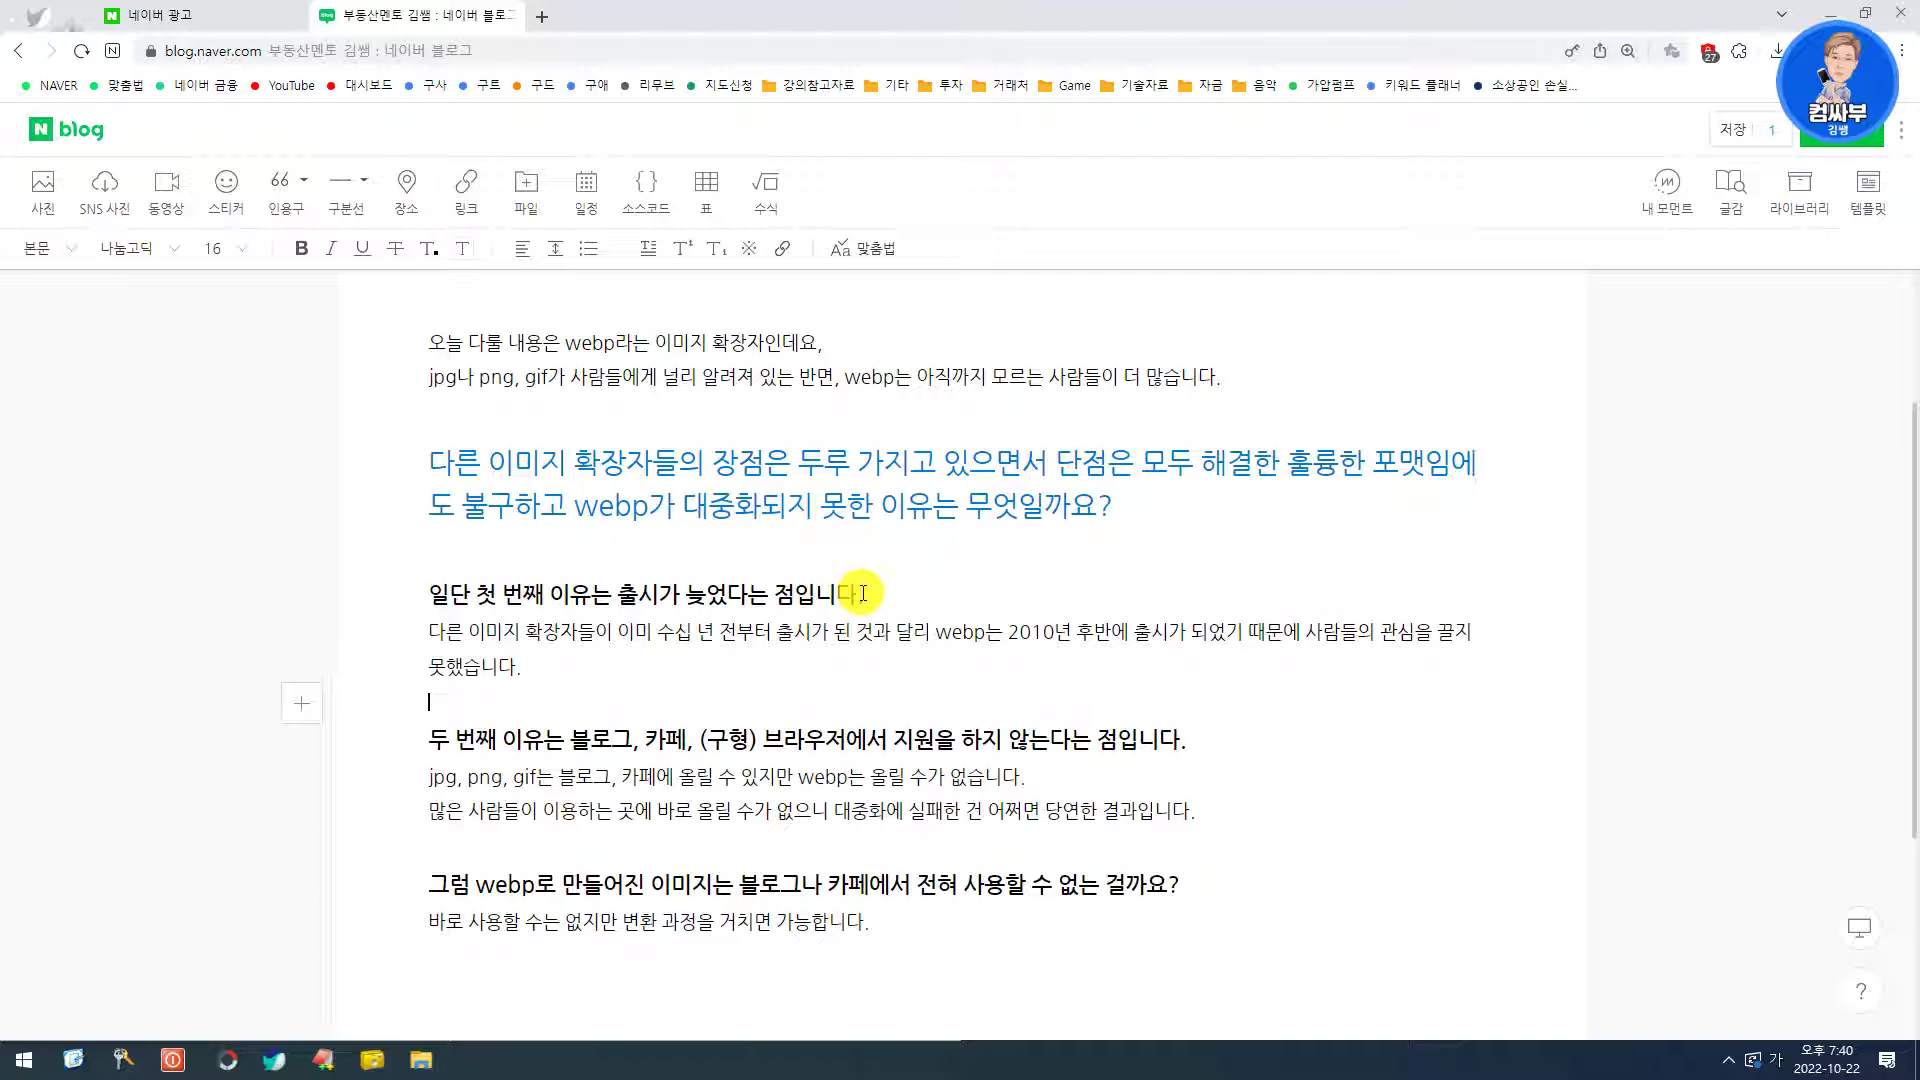 네이버 광고
부동산멘토 김쌤 : 네이버 블로그
blog.naver.com 부동산멘토 김쌤 : 네이버 블로그
27
NAVER 맞춤법 네이버 금융 YouTube 대시보드 구사 구트 구드 구애 리무브 지도신청 강의참고자료 기타 투자 거래처 Game 기술자료 자금 음악 가압펌프 키워드 플래너 소상공인 손실...
컴싸부
김쌩
N blog
저장 1
사진 SNS 사진 동영상 스티커 인용구 구분선 장소 링크 파일 일정 소스코드 표 수식
내 모먼트 글감 라이브러리 템플릿
본문 나눔고딕 16 B I U T T T T T¹ T₁ ※ 맞춤법
오늘 다룰 내용은 webp라는 이미지 확장자인데요,
jpg나 png, gif가 사람들에게 널리 알려져 있는 반면, webp는 아직까지 모르는 사람들이 더 많습니다.
다른 이미지 확장자들의 장점은 두루 가지고 있으면서 단점은 모두 해결한 훌륭한 포맷임에
도 불구하고 webp가 대중화되지 못한 이유는 무엇일까요?
일단 첫 번째 이유는 출시가 늦었다는 점입니다.
다른 이미지 확장자들이 이미 수십 년 전부터 출시가 된 것과 달리 webp는 2010년 후반에 출시가 되었기 때문에 사람들의 관심을 끌지
못했습니다.
두 번째 이유는 블로그, 카페, (구형) 브라우저에서 지원을 하지 않는다는 점입니다.
jpg, png, gif는 블로그, 카페에 올릴 수 있지만 webp는 올릴 수가 없습니다.
많은 사람들이 이용하는 곳에 바로 올릴 수가 없으니 대중화에 실패한 건 어쩌면 당연한 결과입니다.
그럼 webp로 만들어진 이미지는 블로그나 카페에서 전혀 사용할 수 없는 걸까요?
바로 사용할 수는 없지만 변환 과정을 거치면 가능합니다.
가
오후 7:40
2022-10-22